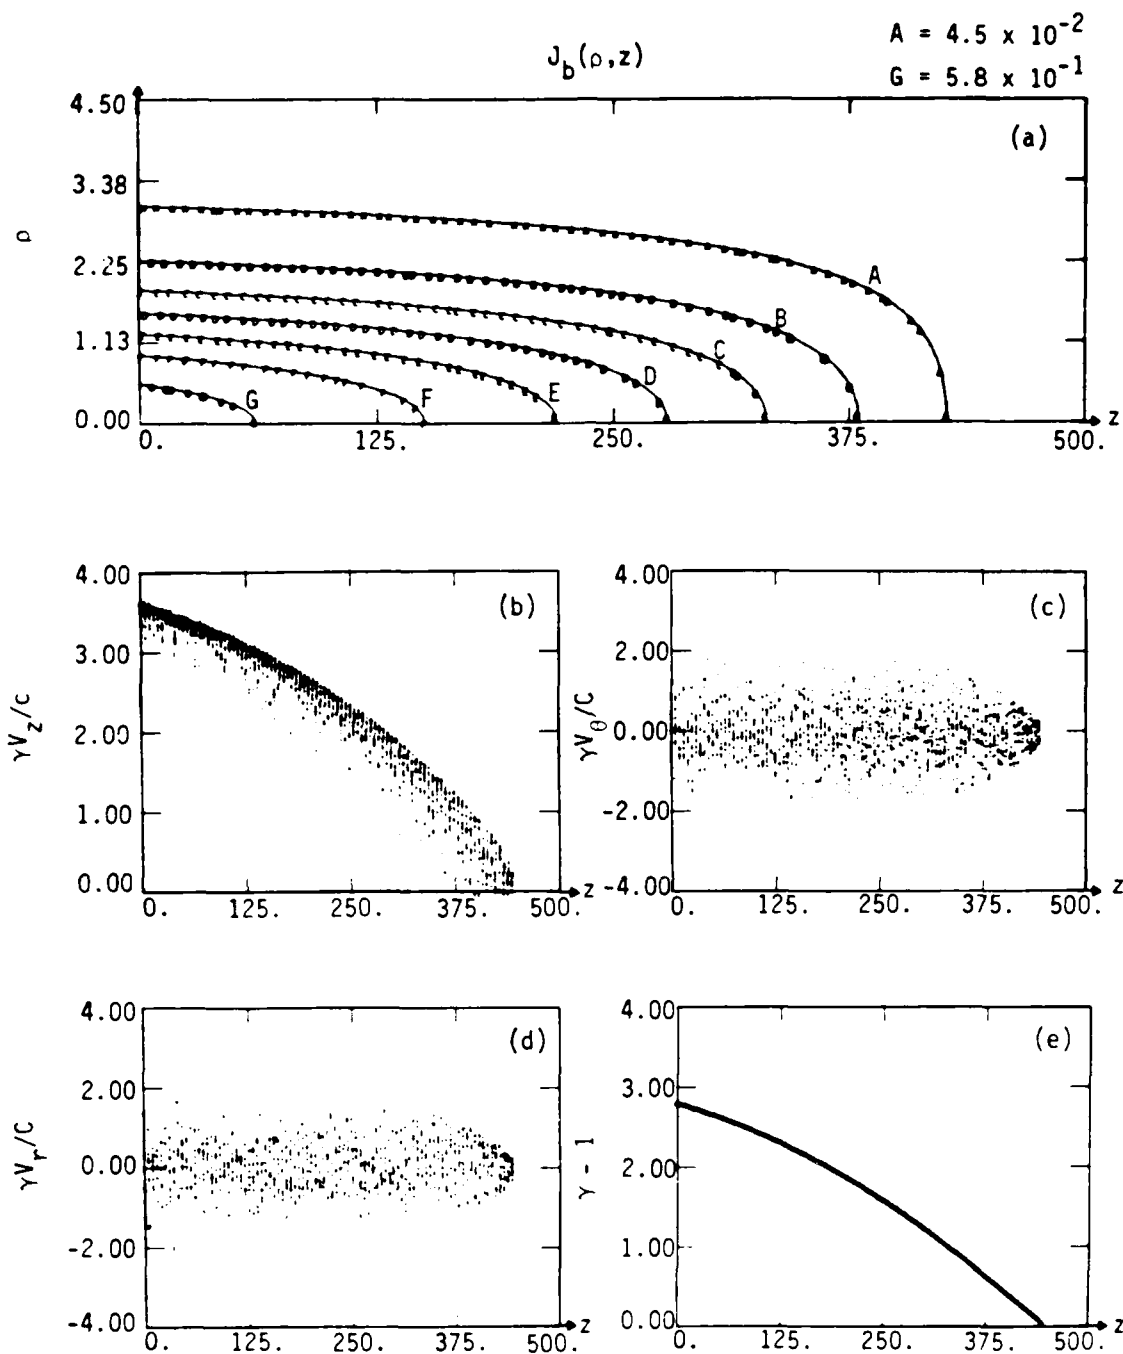 A = 4.5 x 10^-2
J_b(ρ,z)
G = 5.8 x 10^-1
(a)
4.50
3.38
2.25
1.13
0.00
ρ
A
B
C
D
E
F
G
0. 125. 250. 375. 500. z
(b)
4.00
3.00
2.00
1.00
0.00
γV_z/c
0. 125. 250. 375. 500. z
(c)
4.00
2.00
0.00
-2.00
-4.00
γV_θ/C
0. 125. 250. 375. 500. z
(d)
4.00
2.00
0.00
-2.00
-4.00
γV_r/C
0. 125. 250. 375. 500. z
(e)
4.00
3.00
2.00
1.00
0.00
γ - 1
0. 125. 250. 375. 500. z